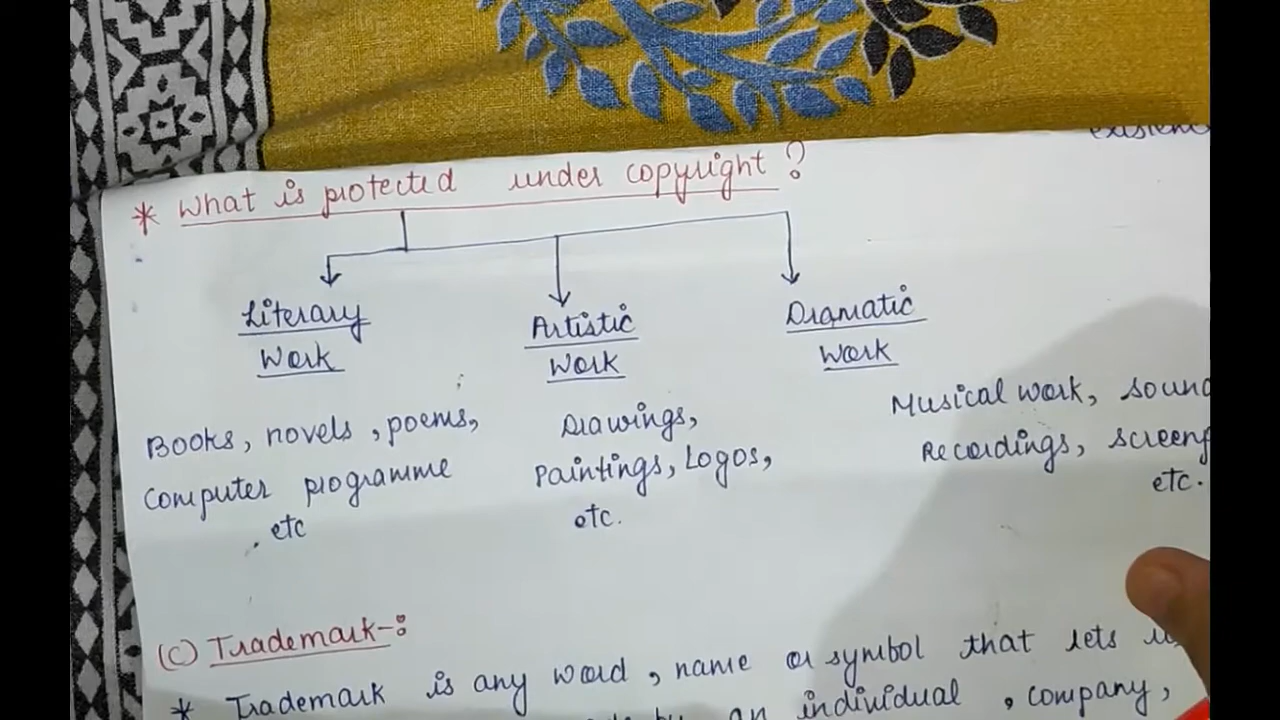 * What is protected under copyright ?
Literary Work
Artistic Work
Dramatic Work
Books, novels, poems,
Computer programme
etc
Drawings,
Paintings, Logos,
etc.
Musical work, sound
Recordings,
etc.
(C) Trademark-:
* Trademark is any word, name or symbol that lets
by an individual, company,